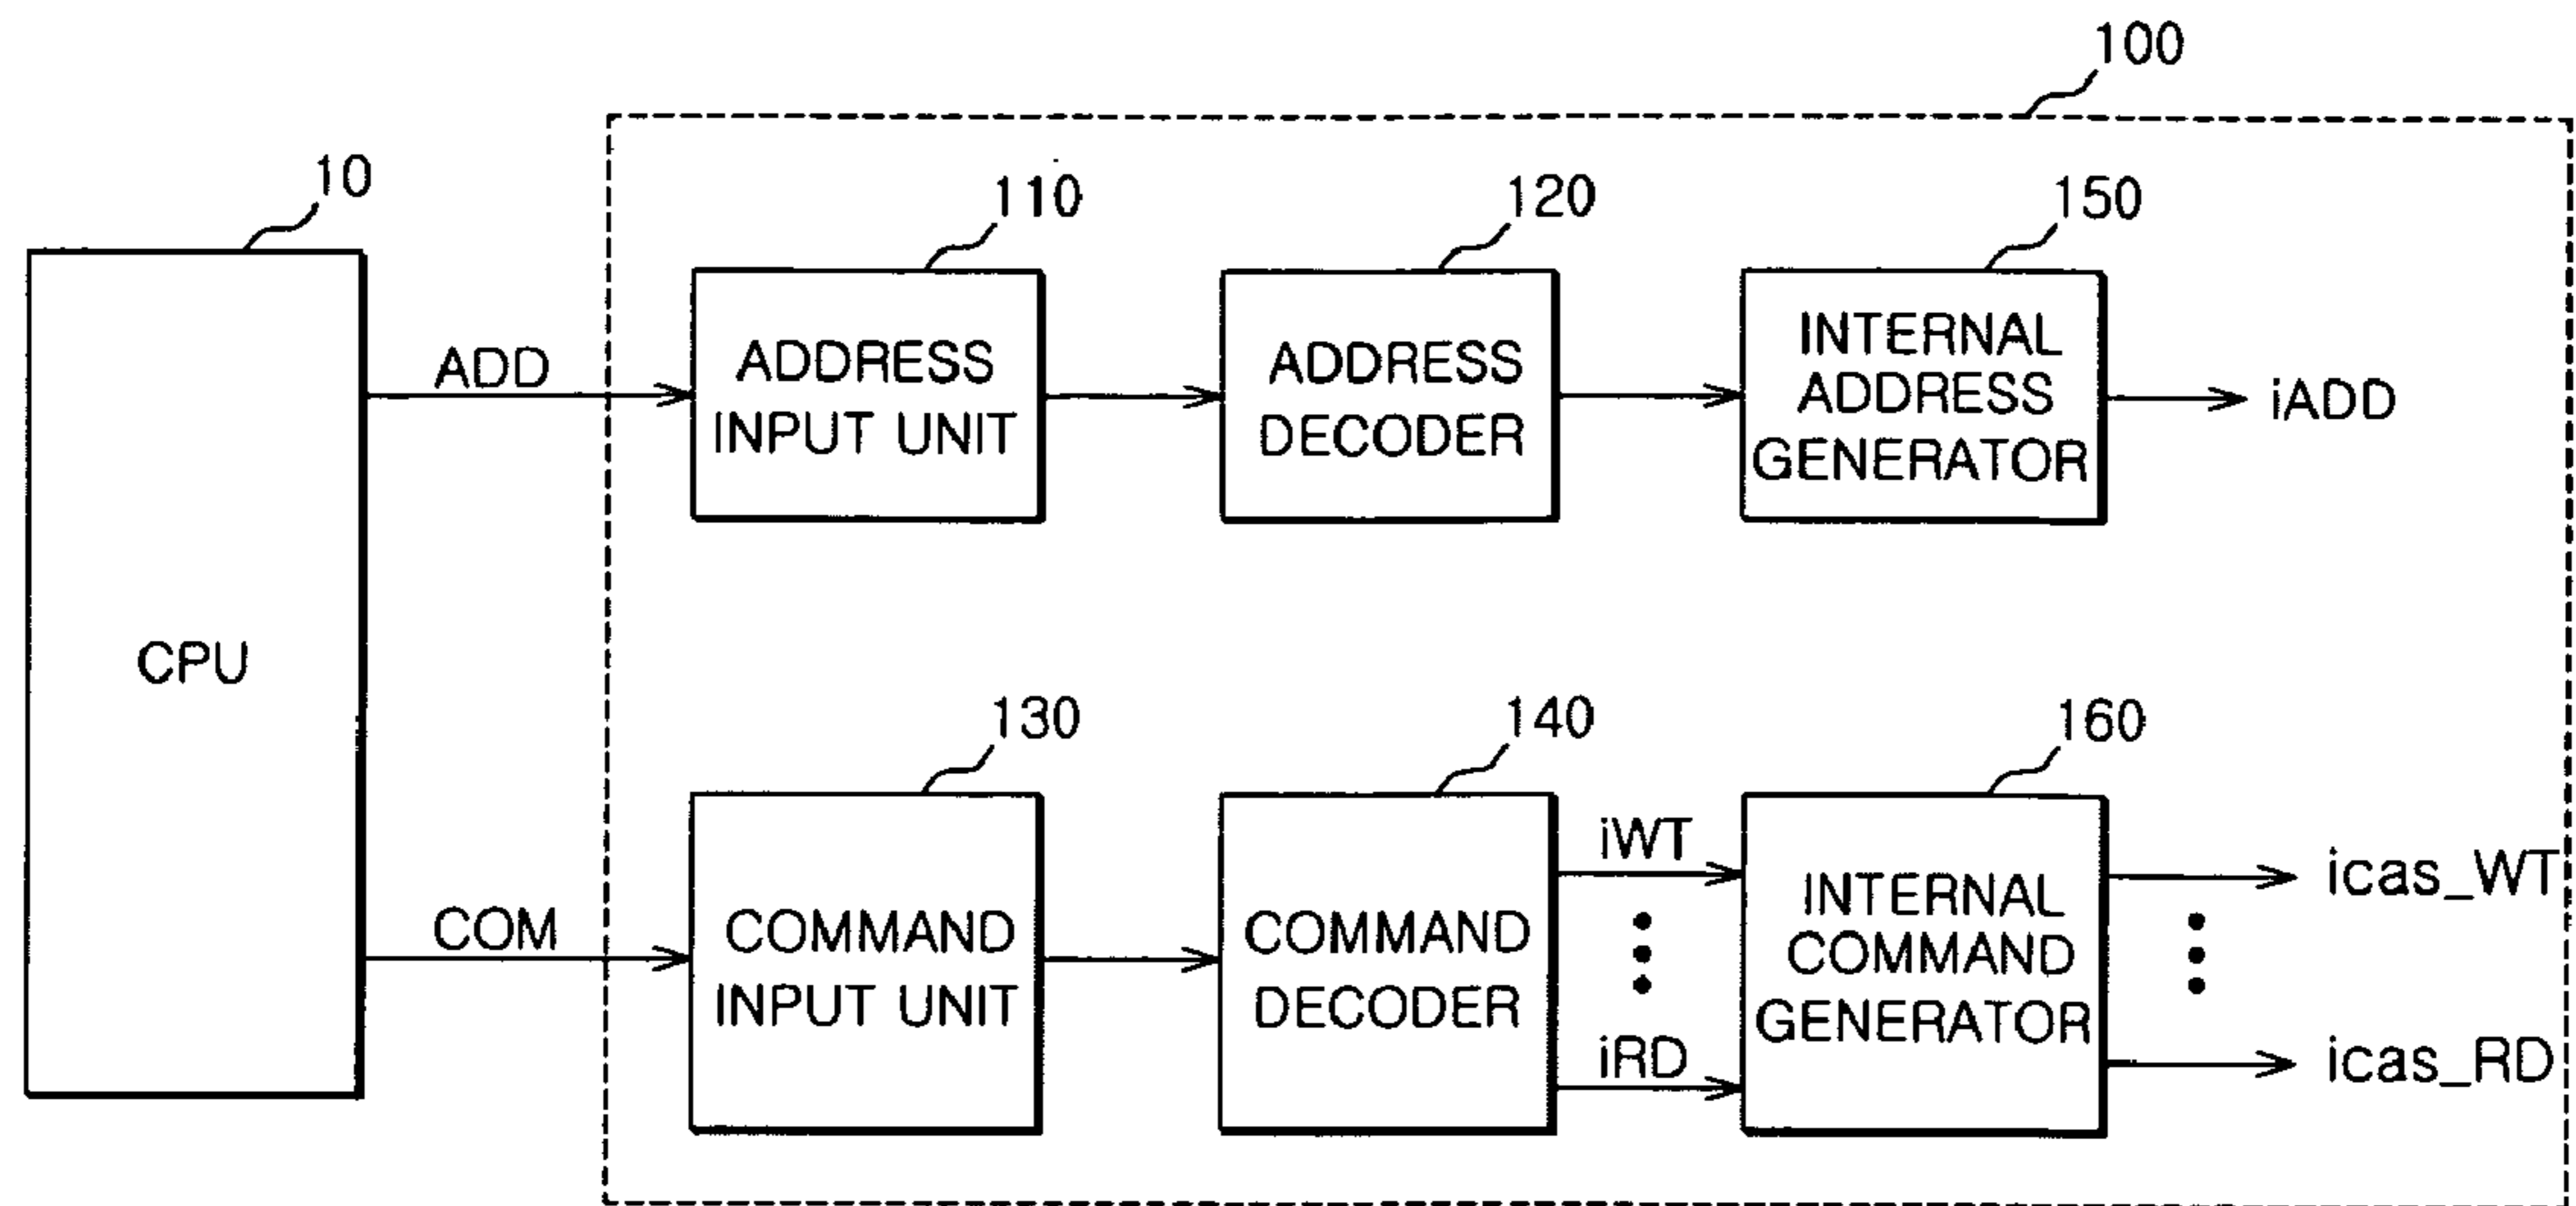 100
10
110
120
150
ADD
ADDRESS
INPUT UNIT
ADDRESS
DECODER
INTERNAL
ADDRESS
GENERATOR
iADD
CPU
130
140
160
COM
COMMAND
INPUT UNIT
COMMAND
DECODER
iWT
iRD
INTERNAL
COMMAND
GENERATOR
icas_WT
icas_RD